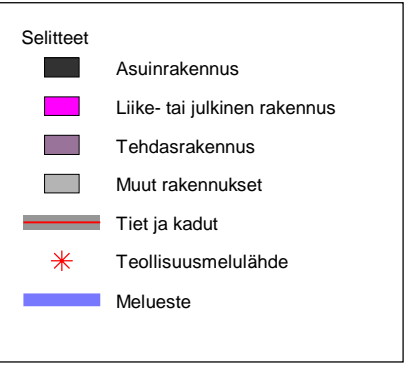 Selitteet
Asuinrakennus
Liike- tai julkinen rakennus
Tehdasrakennus
Muut rakennukset
Tiet ja kadut
Teollisuusmelulähde
Melueste